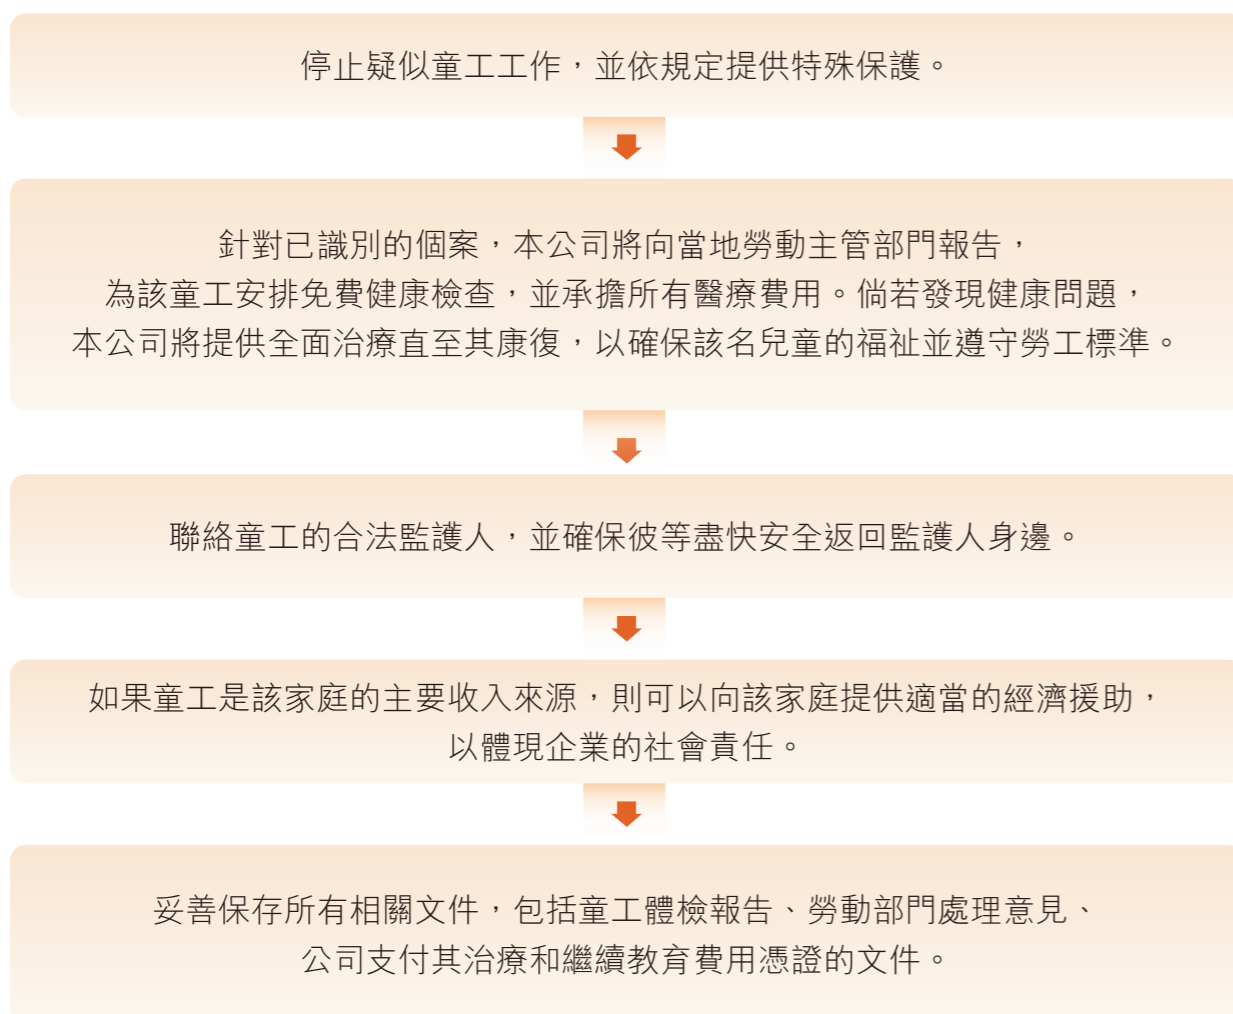 停止疑似童工工作，並依規定提供特殊保護。
針對已識別的個案，本公司將向當地勞動主管部門報告，
為該童工安排免費健康檢查，並承擔所有醫療費用。倘若發現健康問題，
本公司將提供全面治療直至其康復，以確保該名兒童的福祉並遵守勞工標準。
聯絡童工的合法監護人，並確保彼等盡快安全返回監護人身邊。
如果童工是該家庭的主要收入來源，則可以向該家庭提供適當的經濟援助，
以體現企業的社會責任。
妥善保存所有相關文件，包括童工體檢報告、勞動部門處理意見、
公司支付其治療和繼續教育費用憑證的文件。